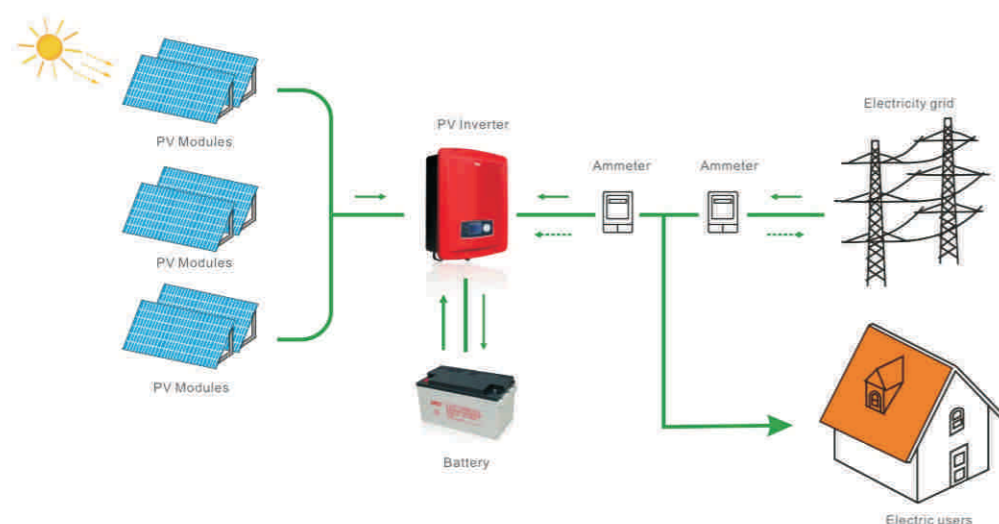 Electricity grid
PV Inverter
PV Modules
Ammeter
Ammeter
PV Modules
PV Modules
Battery
Electric users